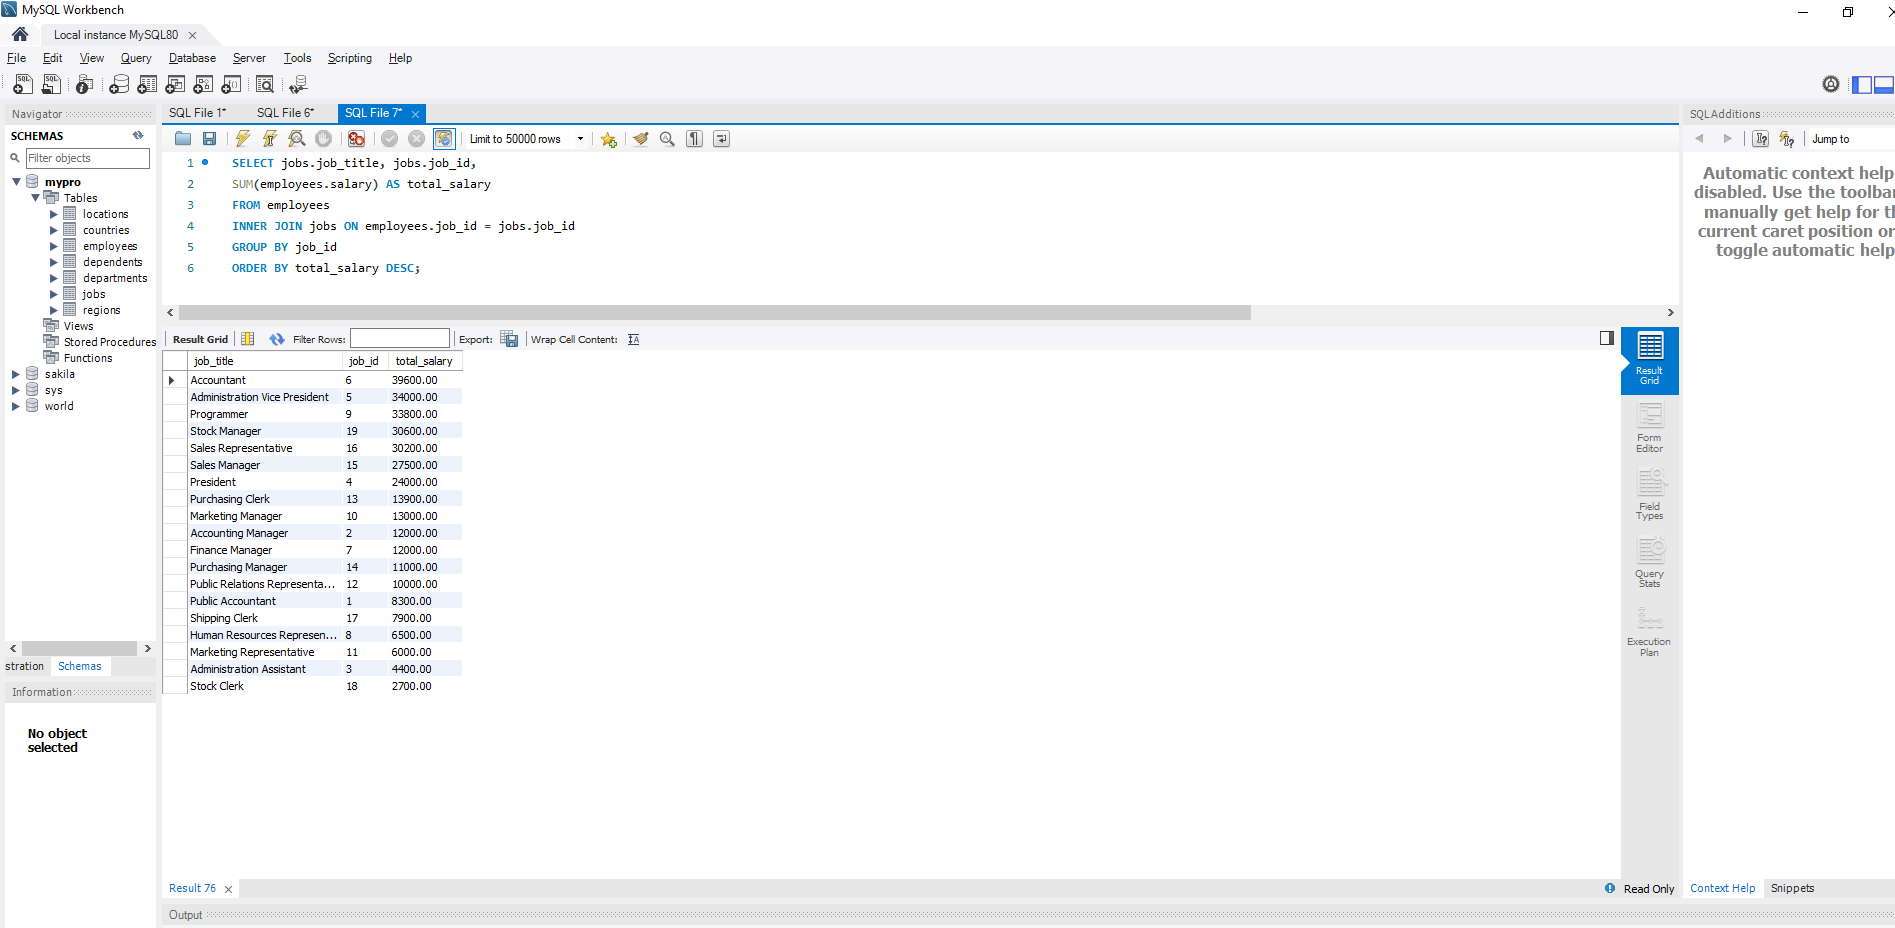 MySQL Workbench
Local instance MySQL80
File Edit View Query Database Server Tools Scripting Help
Navigator
SCHEMAS
Filter objects
mypro
Tables
locations
countries
employees
dependents
departments
jobs
regions
Views
Stored Procedures
Functions
sakila
sys
world
stration Schemas
Information
No object
selected
SQL File 1* SQL File 6* SQL File 7*
Limit to 50000 rows
1 SELECT jobs.job_title, jobs.job_id,
2 SUM(employees.salary) AS total_salary
3 FROM employees
4 INNER JOIN jobs ON employees.job_id = jobs.job_id
5 GROUP BY job_id
6 ORDER BY total_salary DESC;
Result Grid Filter Rows: Export: Wrap Cell Content:
job_title job_id total_salary
Accountant 6 39600.00
Administration Vice President 5 34000.00
Programmer 9 33800.00
Stock Manager 19 30600.00
Sales Representative 16 30200.00
Sales Manager 15 27500.00
President 4 24000.00
Purchasing Clerk 13 13900.00
Marketing Manager 10 13000.00
Accounting Manager 2 12000.00
Finance Manager 7 12000.00
Purchasing Manager 14 11000.00
Public Relations Representa... 12 10000.00
Public Accountant 1 8300.00
Shipping Clerk 17 7900.00
Human Resources Represen... 8 6500.00
Marketing Representative 11 6000.00
Administration Assistant 3 4400.00
Stock Clerk 18 2700.00
Result
Grid
Form
Editor
Field
Types
Query
Stats
Execution
Plan
Result 76
Read Only
Output
SQLAdditions
Jump to
Automatic context help
disabled. Use the toolba
manually get help for t
current caret position or
toggle automatic help
Context Help Snippets